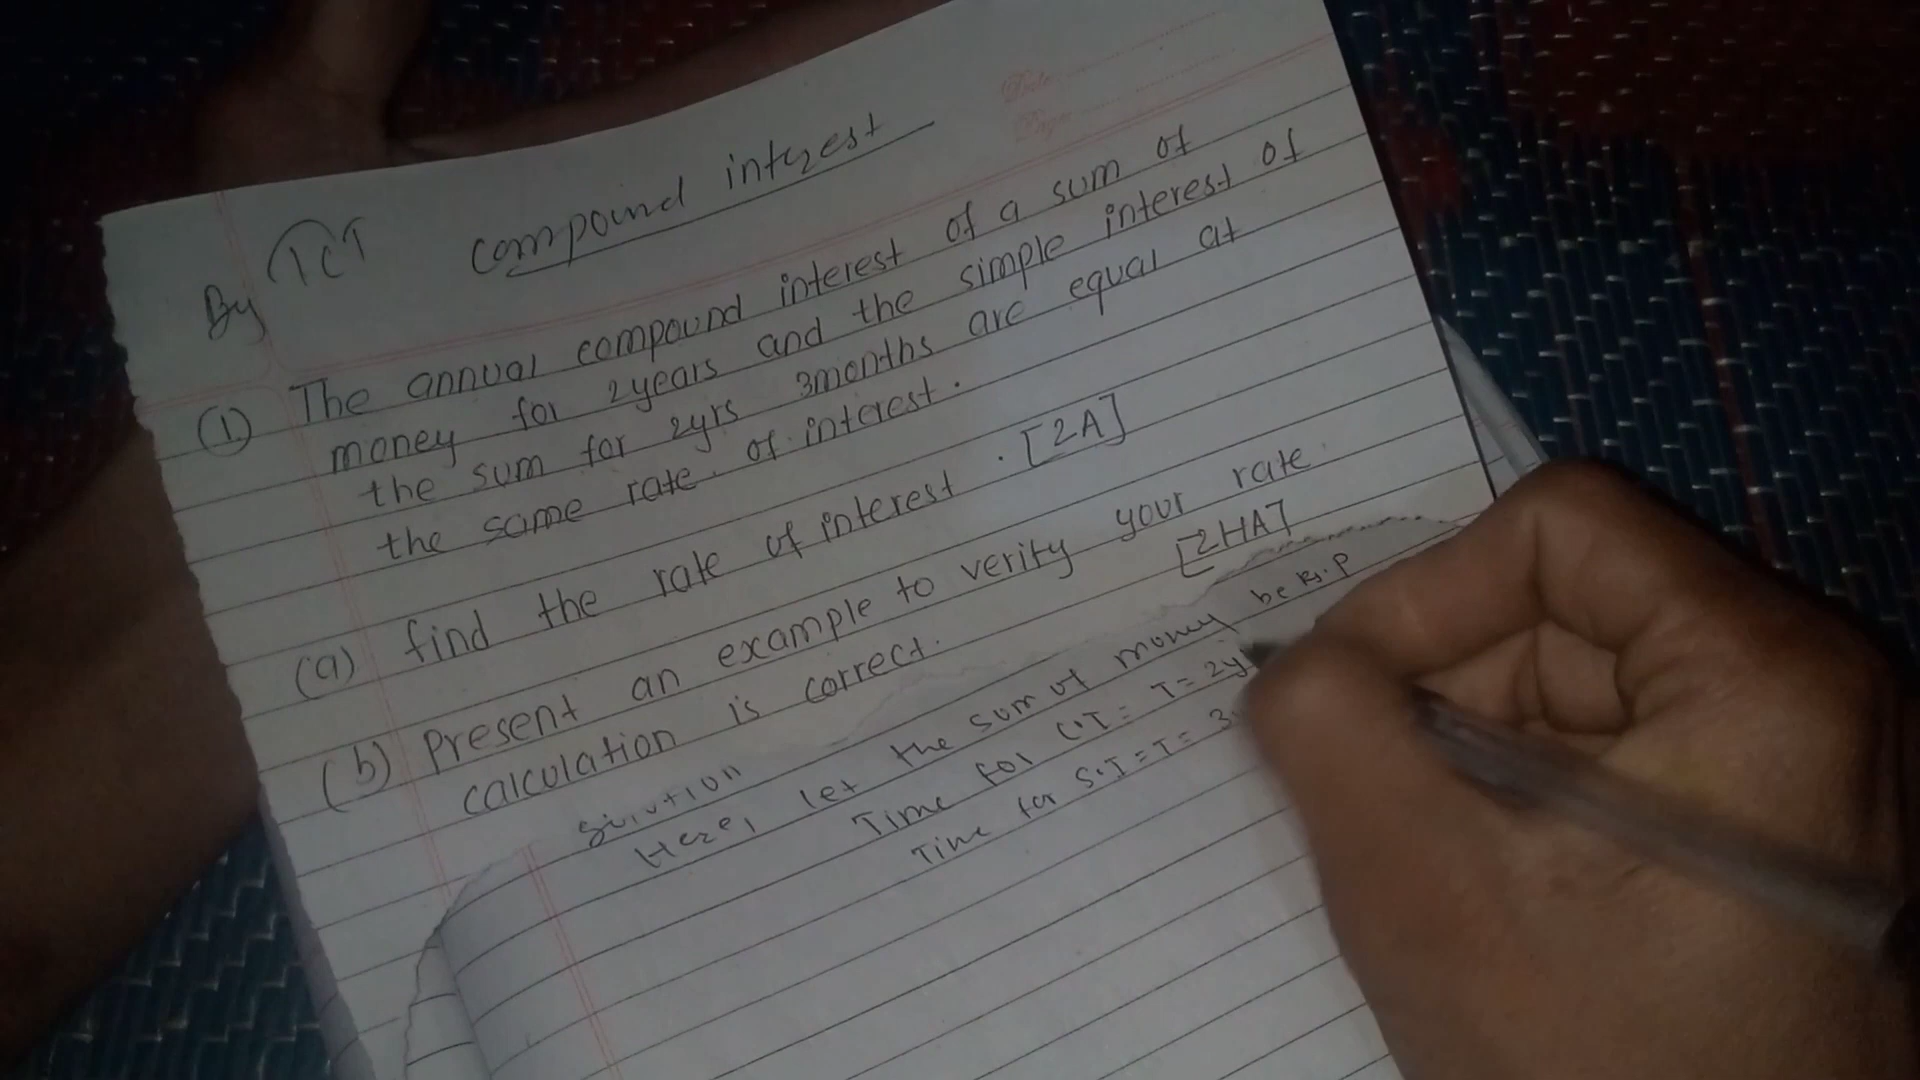 By TCT Compound interest
Date
Page
(1) The annual compound interest of a sum of
money for 2years and the simple interest of
the sum for 2yrs 3months are equal at
the same rate of interest.
(a) find the rate of interest. [2A]
(b) Present an example to verify your rate
calculation is correct. [2HA]
solution
Here, let the sum of money be Rs. P
Time for C.I = T = 2y
Time for S.I = T = 3